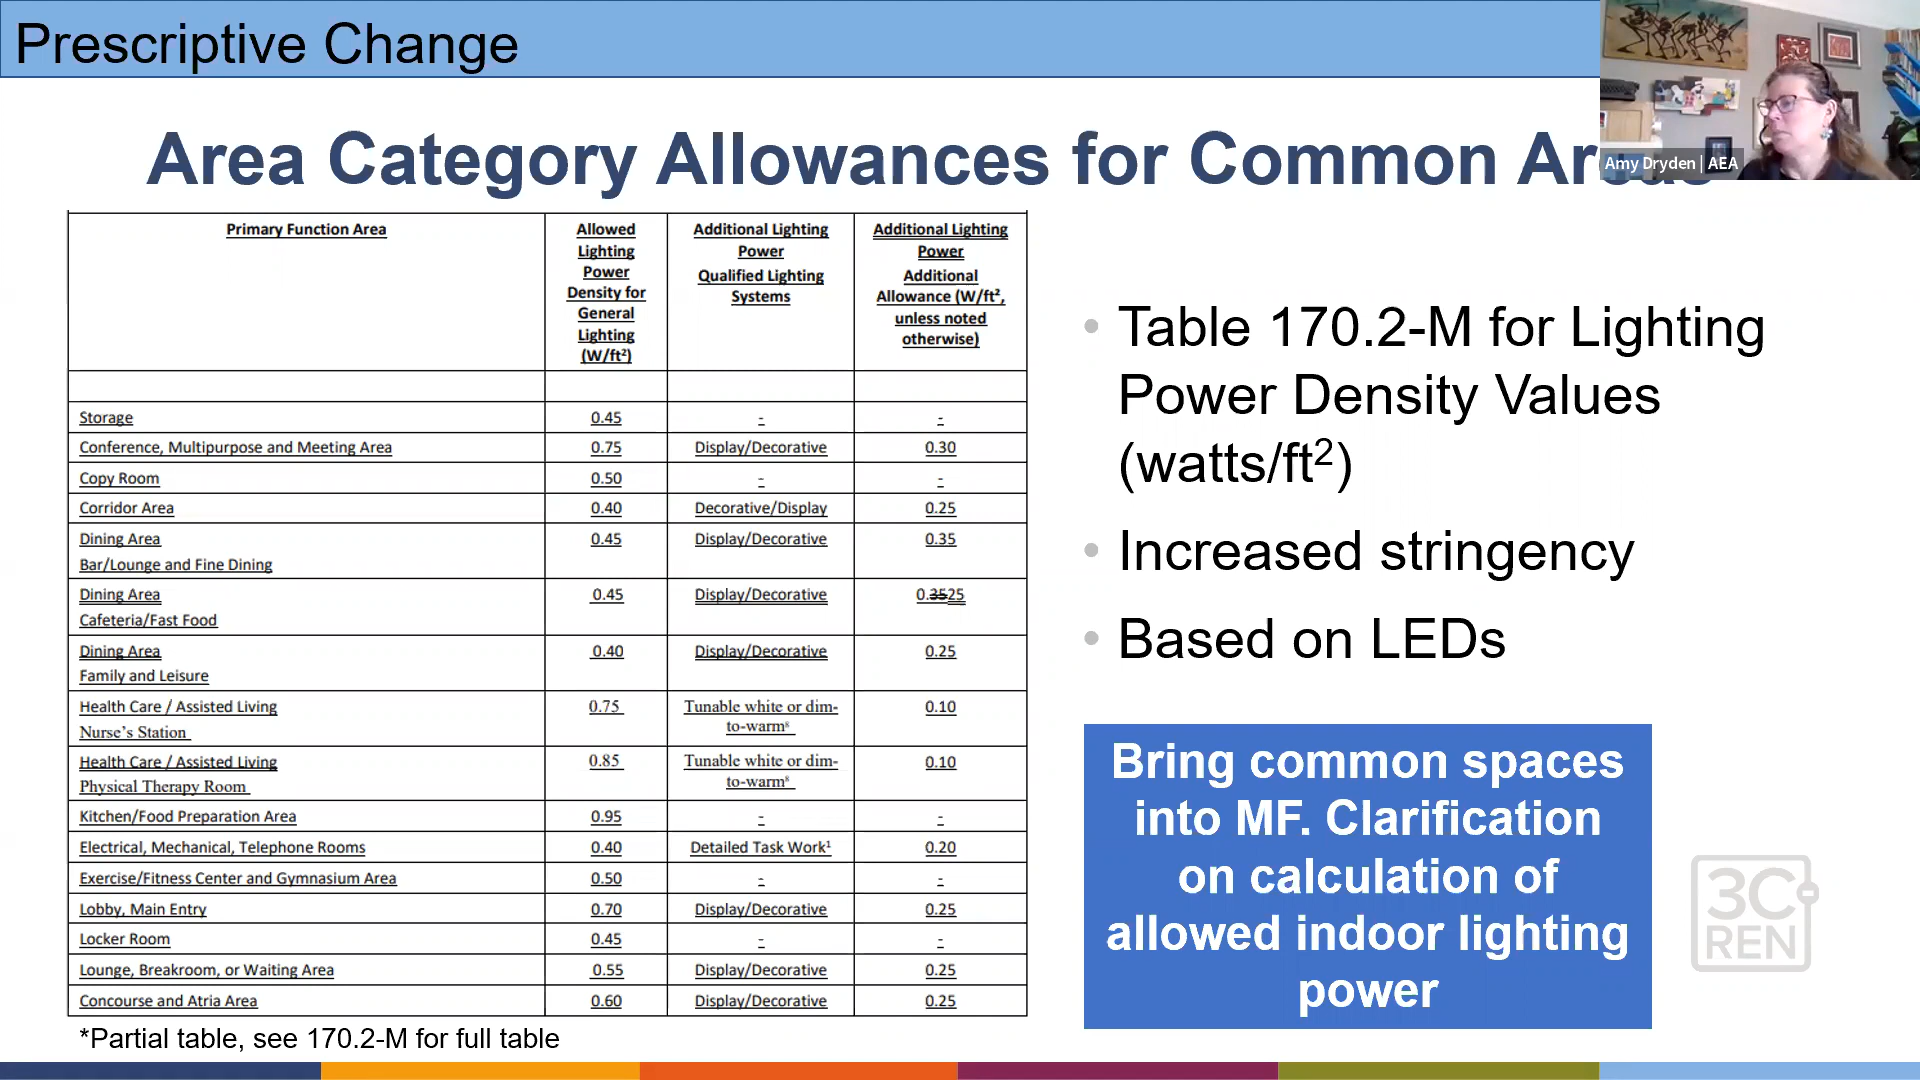 Prescriptive Change
Area Category Allowances for Common Areas
Amy Dryden | AEA
Primary Function Area
Allowed
Lighting
Power
Density for
General
Lighting
(W/ft²)
Additional Lighting
Power
Qualified Lighting
Systems
Additional Lighting
Power
Additional
Allowance (W/ft²,
unless noted
otherwise)
Storage 0.45 - -
Conference, Multipurpose and Meeting Area 0.75 Display/Decorative 0.30
Copy Room 0.50 - -
Corridor Area 0.40 Decorative/Display 0.25
Dining Area 0.45 Display/Decorative 0.35
Bar/Lounge and Fine Dining
Dining Area 0.45 Display/Decorative 0.3525
Cafeteria/Fast Food
Dining Area 0.40 Display/Decorative 0.25
Family and Leisure
Health Care / Assisted Living 0.75 Tunable white or dim- 0.10
Nurse's Station to-warm⁸
Health Care / Assisted Living 0.85 Tunable white or dim- 0.10
Physical Therapy Room to-warm⁸
Kitchen/Food Preparation Area 0.95 - -
Electrical, Mechanical, Telephone Rooms 0.40 Detailed Task Work¹ 0.20
Exercise/Fitness Center and Gymnasium Area 0.50 - -
Lobby, Main Entry 0.70 Display/Decorative 0.25
Locker Room 0.45 - -
Lounge, Breakroom, or Waiting Area 0.55 Display/Decorative 0.25
Concourse and Atria Area 0.60 Display/Decorative 0.25
*Partial table, see 170.2-M for full table
• Table 170.2-M for Lighting
Power Density Values
(watts/ft²)
• Increased stringency
• Based on LEDs
Bring common spaces
into MF. Clarification
on calculation of
allowed indoor lighting
power
3C
REN